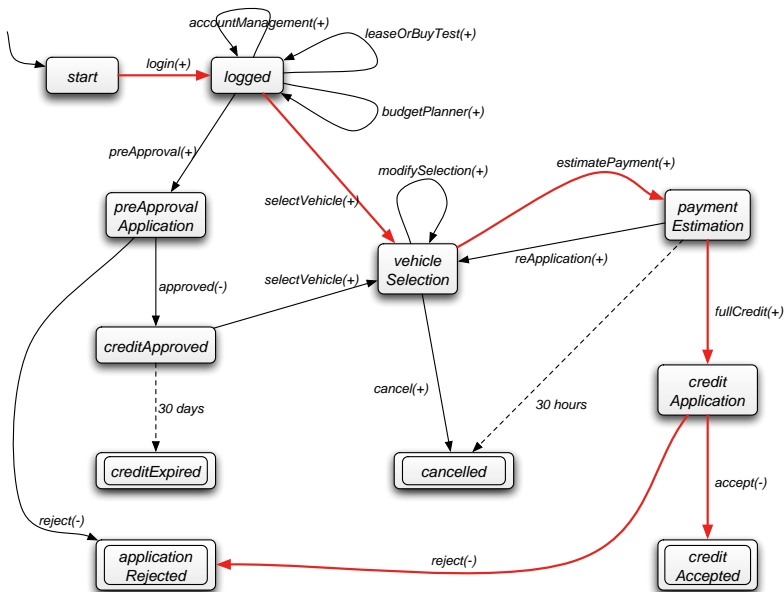 accountManagement(+)
leaseOrBuyTest(+)
login(+)
start
logged
budgetPlanner(+)
preApproval(+)
modifySelection(+)
estimatePayment(+)
preApproval
Application
selectVehicle(+)
payment
Estimation
vehicle
Selection
reApplication(+)
approved(-)
selectVehicle(+)
fullCredit(+)
creditApproved
cancel(+)
credit
Application
30 days
30 hours
creditExpired
cancelled
accept(-)
reject(-)
application
Rejected
reject(-)
credit
Accepted